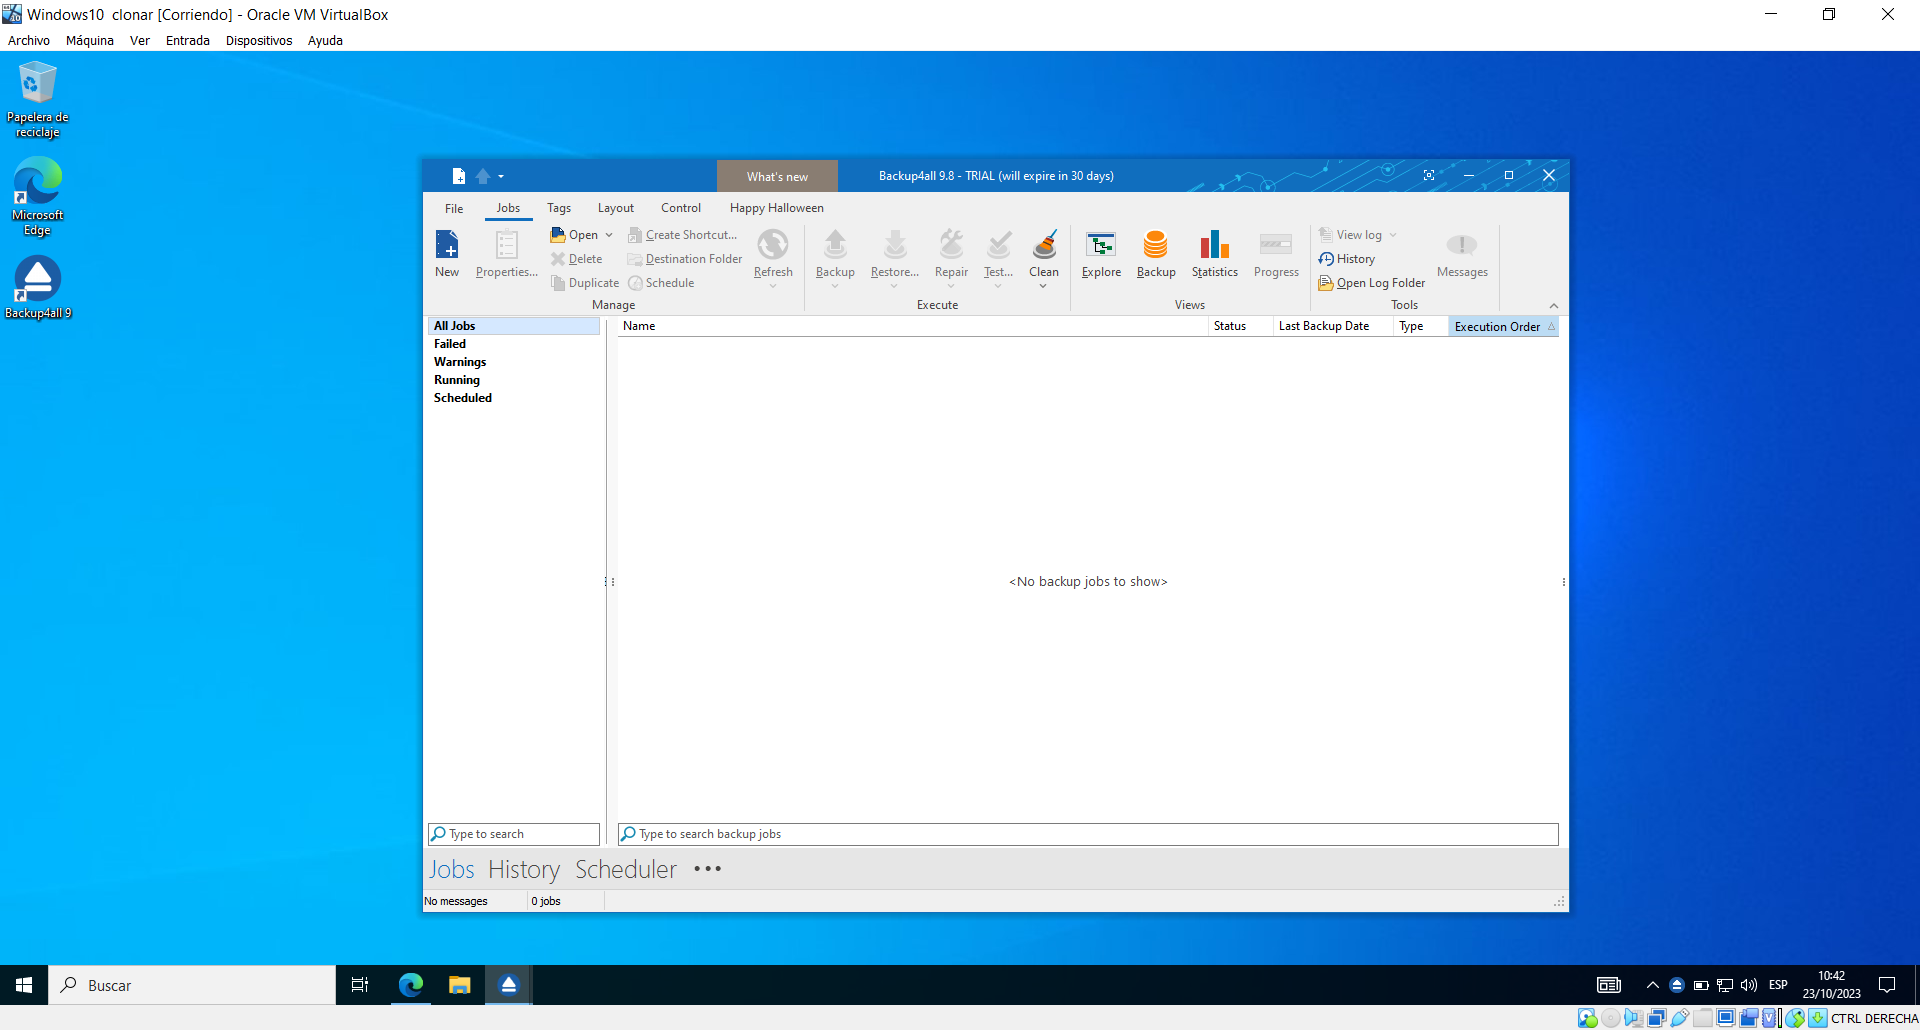 Windows10  clonar [Corriendo] - Oracle VM VirtualBox
Archivo Máquina Ver Entrada Dispositivos Ayuda
Papelera de
reciclaje
Microsoft
Edge
Backup4all 9
What's new
Backup4all 9.8 - TRIAL (will expire in 30 days)
File Jobs Tags Layout Control Happy Halloween
New
Properties...
Open
Delete
Duplicate
Create Shortcut...
Destination Folder
Schedule
Refresh
Manage
Backup
Restore...
Repair
Test...
Clean
Execute
Explore
Backup
Statistics
Progress
Views
View log
History
Open Log Folder
Messages
Tools
All Jobs
Failed
Warnings
Running
Scheduled
Name Status Last Backup Date Type Execution Order
<No backup jobs to show>
Type to search
Type to search backup jobs
Jobs History Scheduler •••
No messages 0 jobs
Buscar
ESP
10:42
23/10/2023
CTRL DERECHA